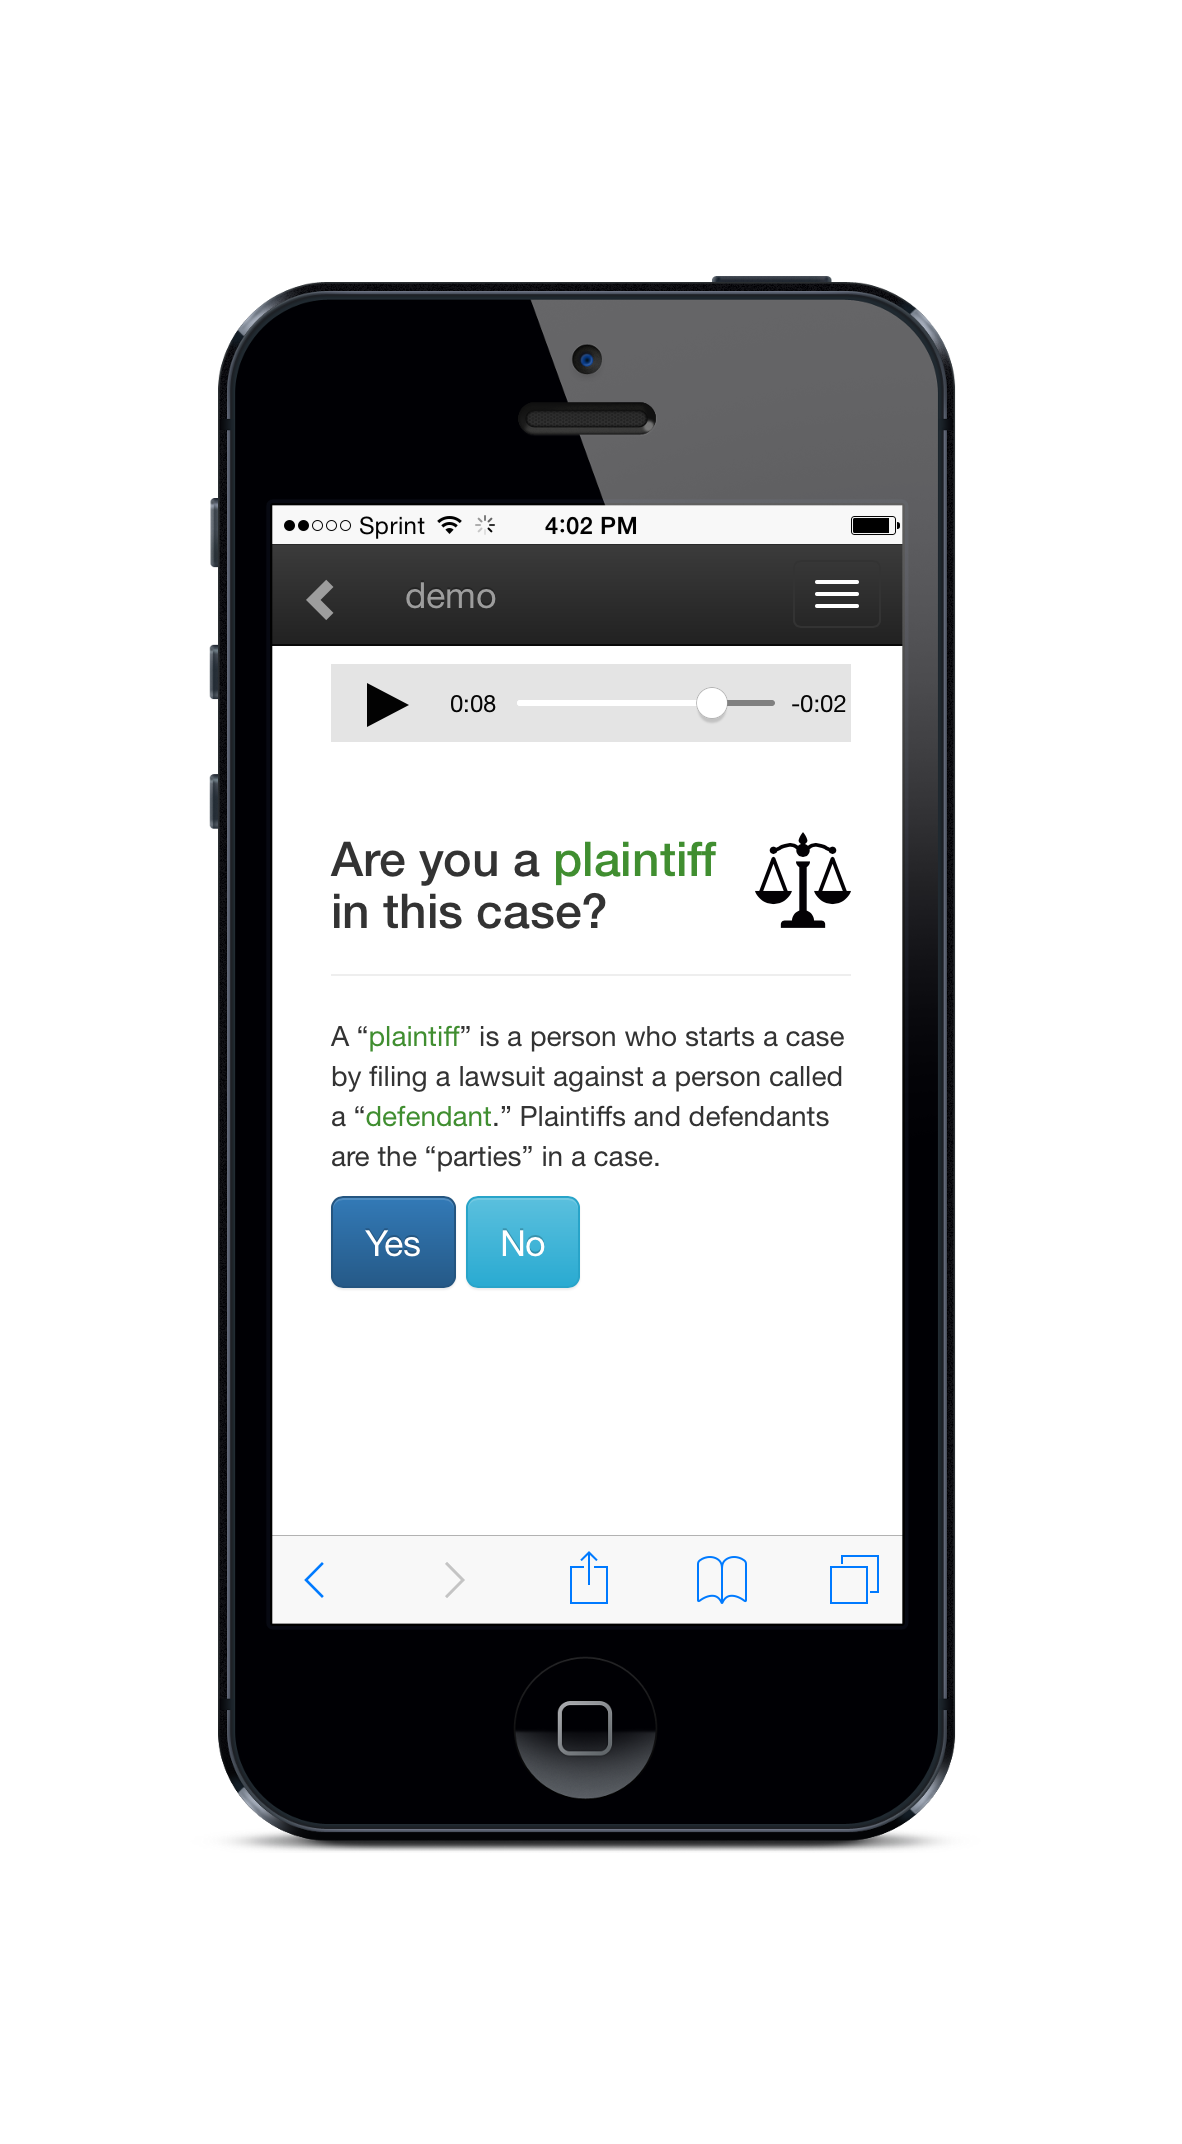 Sprint 4:02 PM
demo
0:08 -0:02
Are you a plaintiff
in this case?
A “plaintiff” is a person who starts a case
by filing a lawsuit against a person called
a “defendant.” Plaintiffs and defendants
are the “parties” in a case.
Yes No